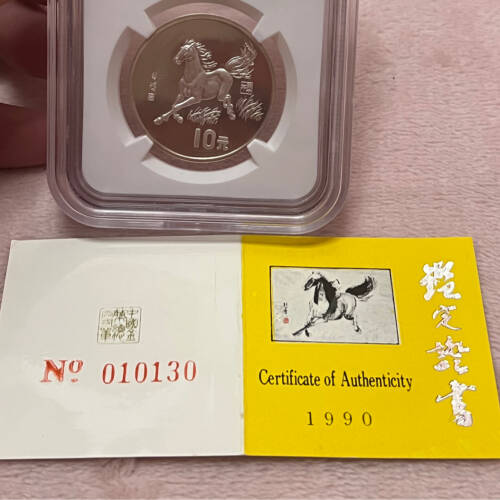 10元
鑑定證書
Nº 010130
Certificate of Authenticity
1990